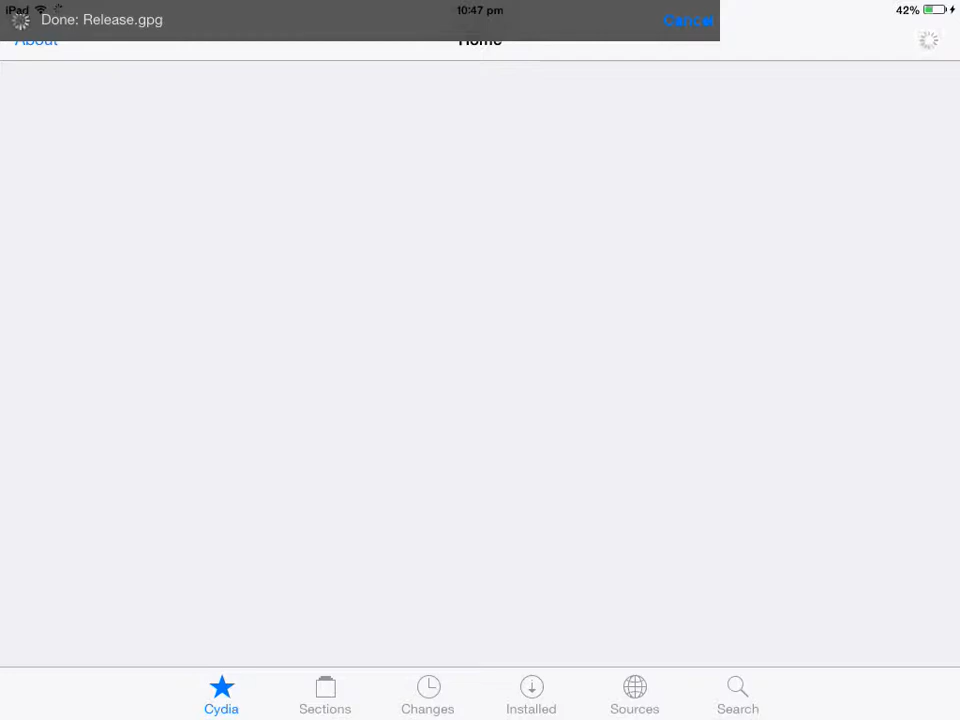 iPad 10:47 pm 42%
Done: Release.gpg Cancel
About Home
Cydia Sections Changes Installed Sources Search